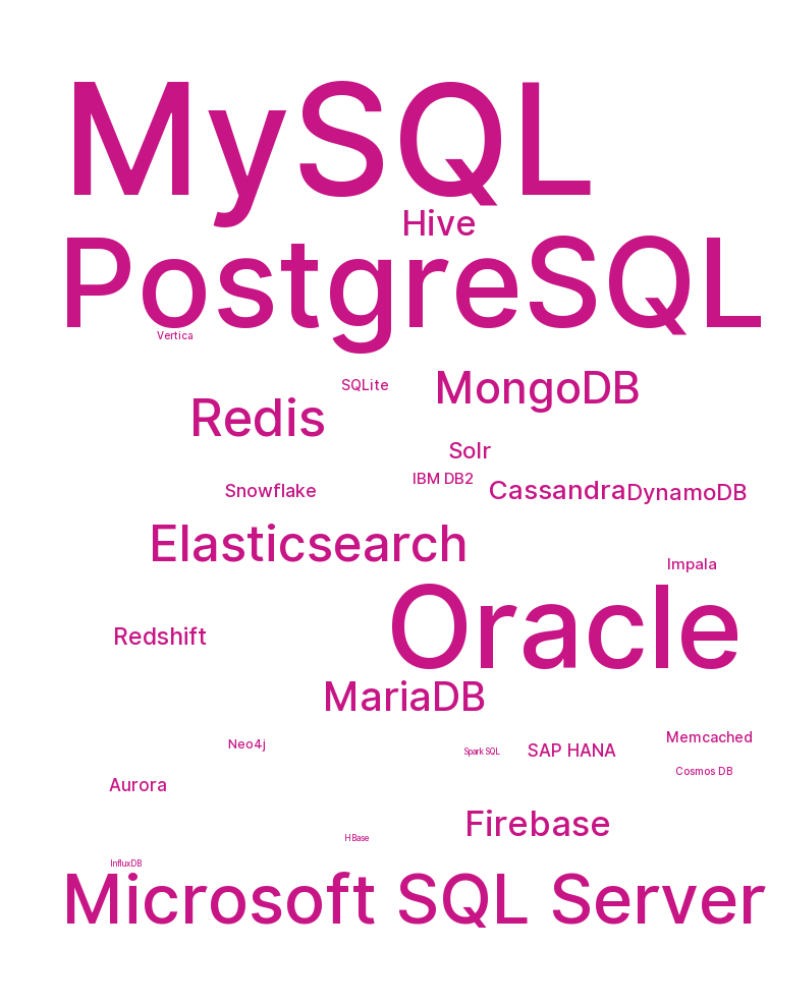 MySQL
Hive
PostgreSQL
Vertica
SQLite
MongoDB
Redis
Solr
IBM DB2
Snowflake
Cassandra
DynamoDB
Elasticsearch
Impala
Oracle
Redshift
MariaDB
Memcached
Neo4j
Spark SQL
SAP HANA
Cosmos DB
Aurora
Firebase
HBase
InfluxDB
Microsoft SQL Server